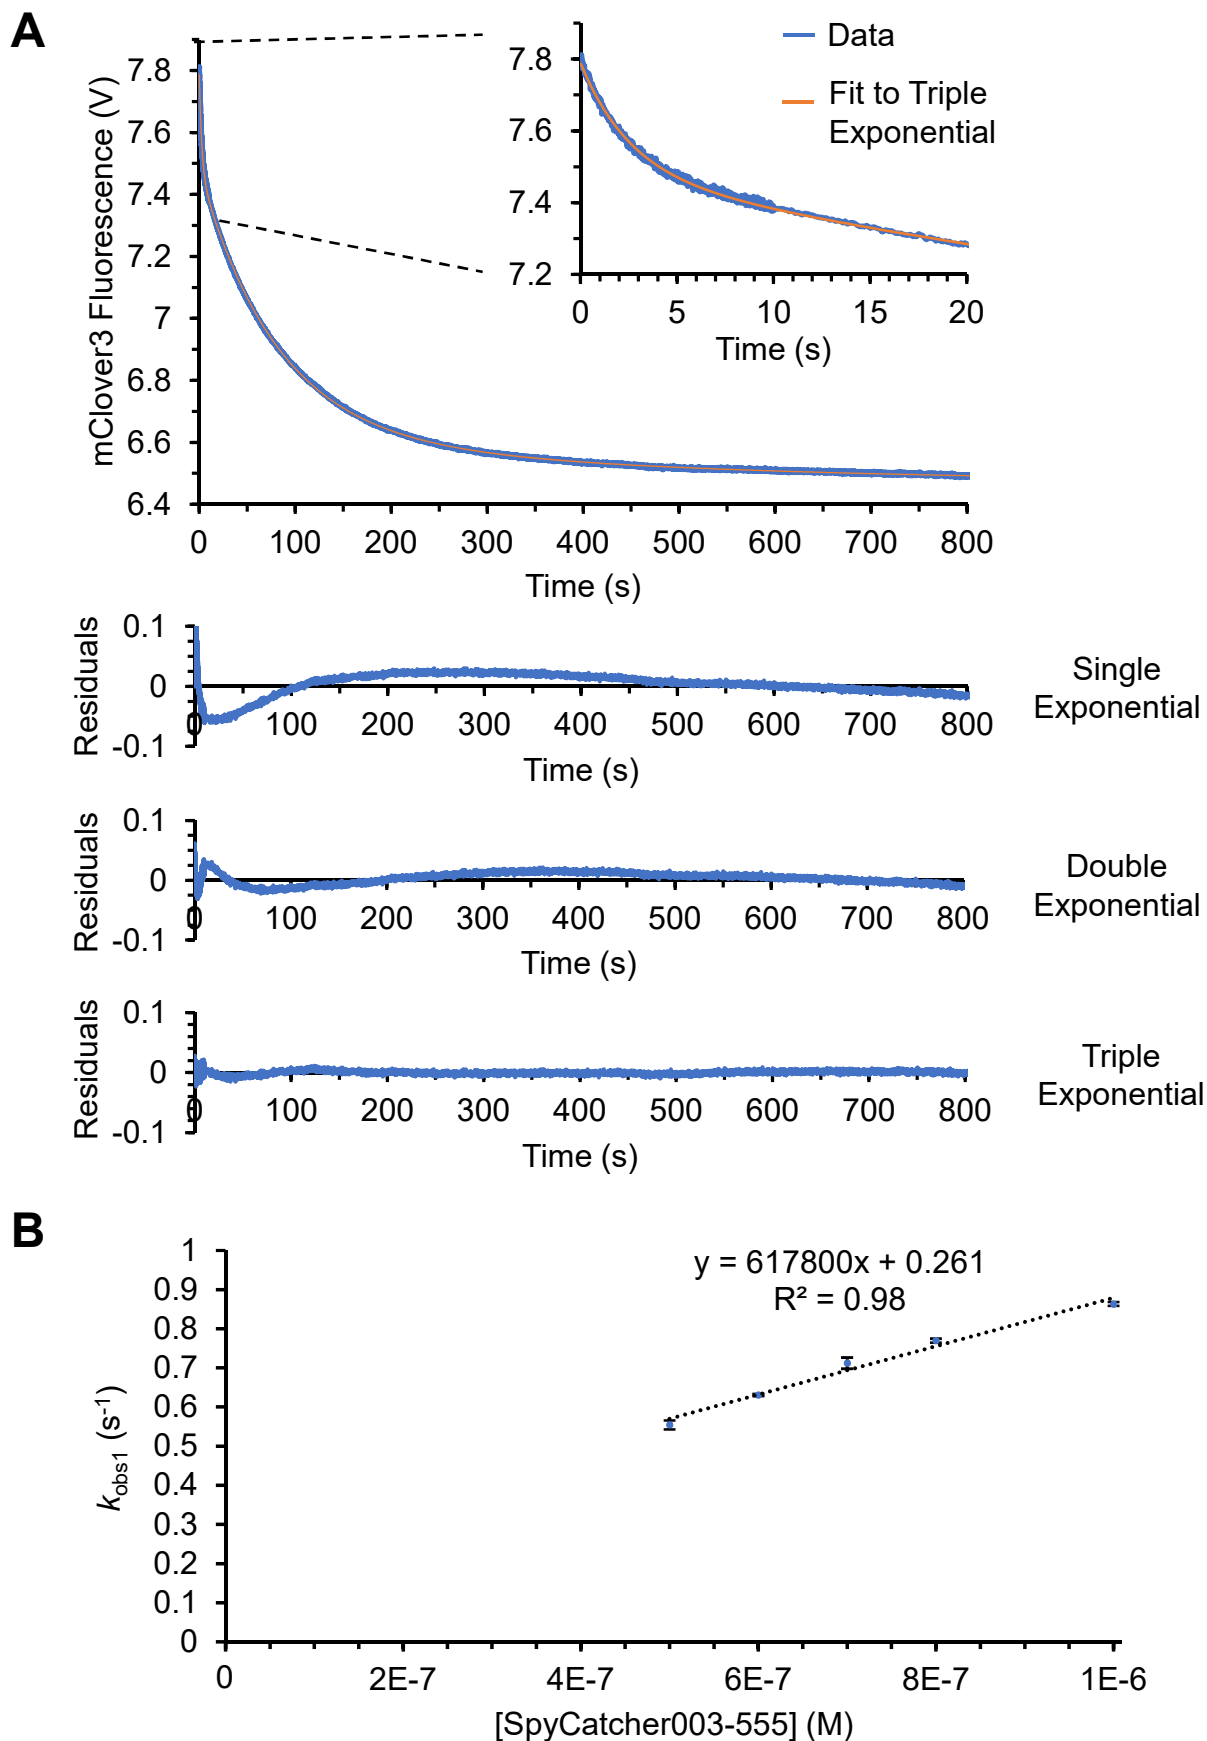 A
mClover3 Fluorescence (V)
7.8
7.6
7.4
7.2
7
6.8
6.6
6.4
0 100 200 300 400 500 600 700 800
Time (s)
7.8
7.6
7.4
7.2
0 5 10 15 20
Time (s)
Data
Fit to Triple
Exponential
Residuals
0.1
0
-0.1
0 100 200 300 400 500 600 700 800
Time (s)
Single
Exponential
Residuals
0.1
0
-0.1
0 100 200 300 400 500 600 700 800
Time (s)
Double
Exponential
Residuals
0.1
0
-0.1
0 100 200 300 400 500 600 700 800
Time (s)
Triple
Exponential
B
kobs1 (s-1)
1
0.9
0.8
0.7
0.6
0.5
0.4
0.3
0.2
0.1
0
y = 617800x + 0.261
R² = 0.98
0 2E-7 4E-7 6E-7 8E-7 1E-6
[SpyCatcher003-555] (M)